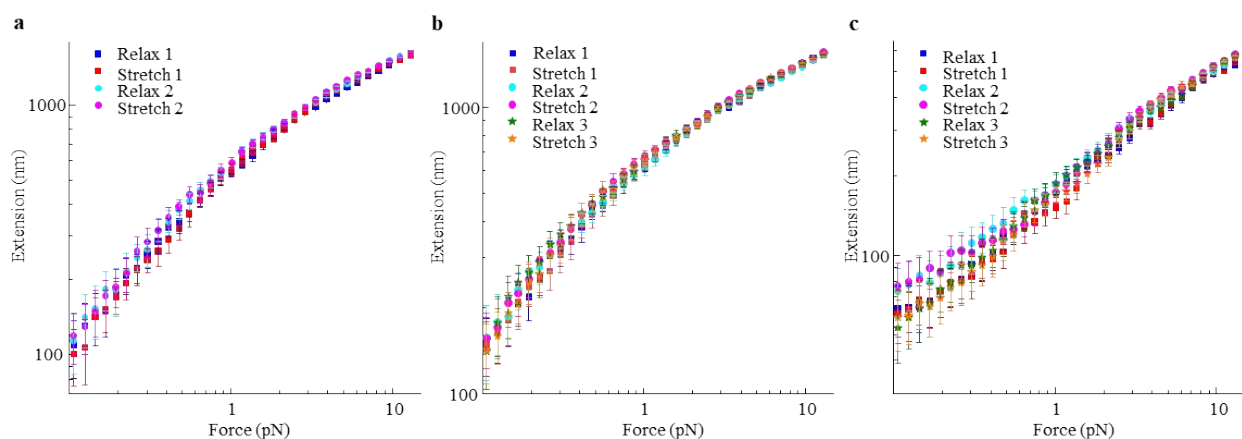 a
Relax 1
Stretch 1
Relax 2
Stretch 2
1000
100
Extension (nm)
1
10
Force (pN)
b
Relax 1
Stretch 1
Relax 2
Stretch 2
Relax 3
Stretch 3
1000
100
Extension (nm)
1
10
Force (pN)
c
Relax 1
Stretch 1
Relax 2
Stretch 2
Relax 3
Stretch 3
100
Extension (nm)
1
10
Force (pN)